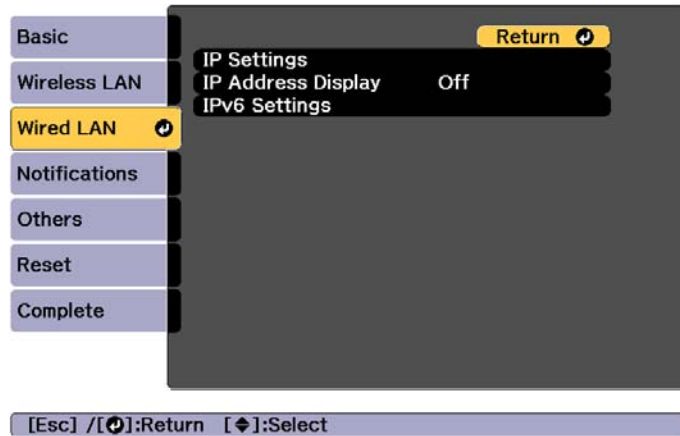 Basic
Wireless LAN
Wired LAN
Notifications
Others
Reset
Complete
Return
IP Settings
IP Address Display Off
IPv6 Settings
[Esc] /[ ]:Return [ ]:Select